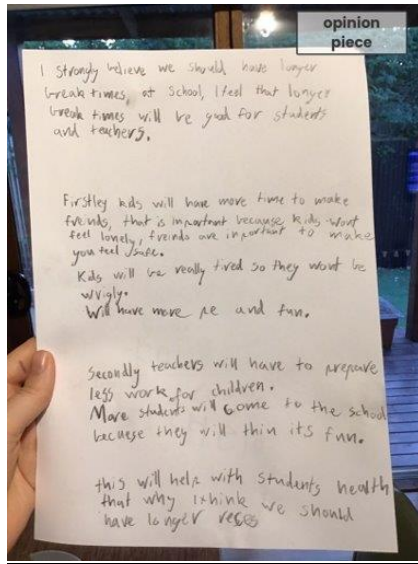 opinion
piece
I strongly believe we should have longer
break times, at school, I feel that longer
break times will be good for students
and teachers.
Firstley kids will have more time to make
freinds, that is important because kids wont
feel lonely, freinds are important to make
you feel safe.
Kids will be really tired so they wont be
wrigly.
Will have more pe and fun.
Secondly teachers will have to prepare
less work for children.
More students will come to the school
because they will thin its fun.
this will help with students health
that why I think we should
have longer reces